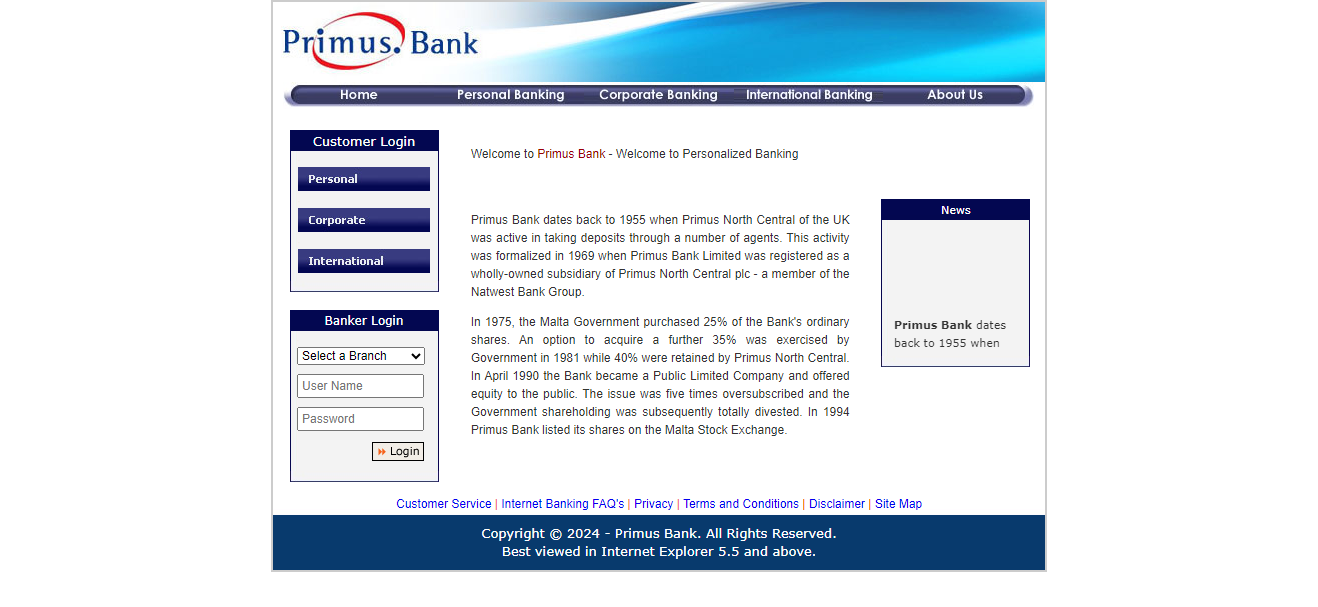 Primus. Bank
Home Personal Banking Corporate Banking International Banking About Us
Customer Login
Personal
Corporate
International
Banker Login
Select a Branch
User Name
Password
Login
Welcome to Primus Bank - Welcome to Personalized Banking
Primus Bank dates back to 1955 when Primus North Central of the UK
was active in taking deposits through a number of agents. This activity
was formalized in 1969 when Primus Bank Limited was registered as a
wholly-owned subsidiary of Primus North Central plc - a member of the
Natwest Bank Group.
In 1975, the Malta Government purchased 25% of the Bank's ordinary
shares. An option to acquire a further 35% was exercised by
Government in 1981 while 40% were retained by Primus North Central.
In April 1990 the Bank became a Public Limited Company and offered
equity to the public. The issue was five times oversubscribed and the
Government shareholding was subsequently totally divested. In 1994
Primus Bank listed its shares on the Malta Stock Exchange.
News
Primus Bank dates
back to 1955 when
Customer Service | Internet Banking FAQ's | Privacy | Terms and Conditions | Disclaimer | Site Map
Copyright © 2024 - Primus Bank. All Rights Reserved.
Best viewed in Internet Explorer 5.5 and above.